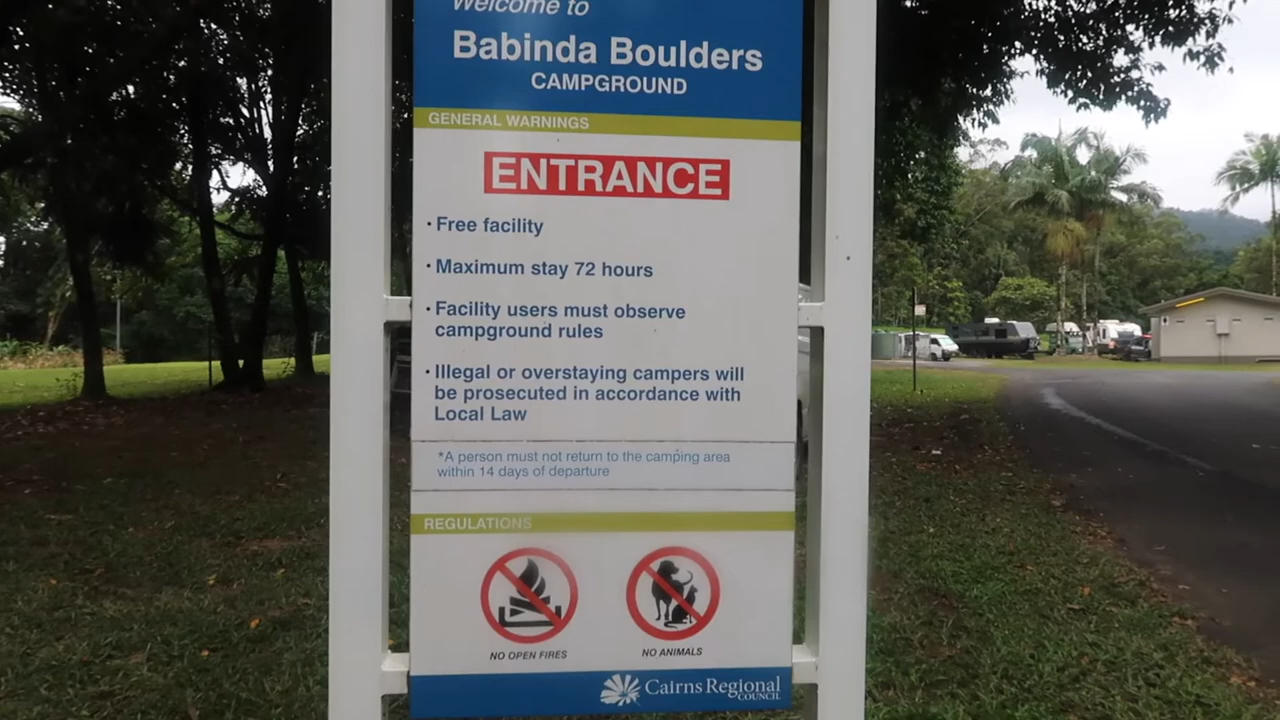 Welcome to
Babinda Boulders
CAMPGROUND
GENERAL WARNINGS
ENTRANCE
· Free facility
· Maximum stay 72 hours
· Facility users must observe
campground rules
· Illegal or overstaying campers will
be prosecuted in accordance with
Local Law
*A person must not return to the camping area
within 14 days of departure
REGULATIONS
NO OPEN FIRES
NO ANIMALS
Cairns Regional
COUNCIL